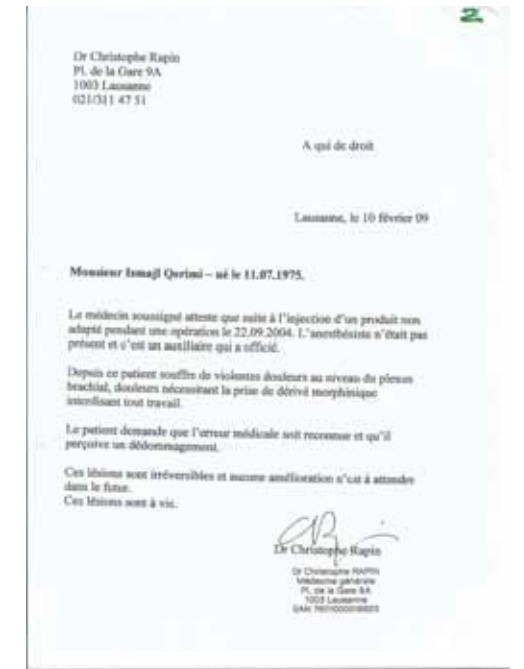 2
Dr Christophe Rapin
Pl. de la Gare 9A
1003 Lausanne
021/311 47 51
A qui de droit
Lausanne, le 10 février 09
Monsieur Ismajl Qerimi – né le 11.07.1975.
Le médecin soussigné atteste que suite à l'injection d'un produit non
adapté pendant une opération le 22.09.2004. L'anesthésiste n'était pas
présent et c'est un auxiliaire qui a officié.
Depuis ce patient souffre de violentes douleurs au niveau du plexus
brachial, douleurs nécessitant la prise de dérivé morphinique
interdisant tout travail.
Le patient demande que l'erreur médicale soit reconnue et qu'il
perçoive un dédommagement.
Ces lésions sont irréversibles et aucune amélioration n'est à attendre
dans le futur.
Ces lésions sont à vie.
Dr Christophe Rapin
Dr Christophe RAPIN
Médecine générale
Pl. de la Gare 9A
1003 Lausanne
EAN